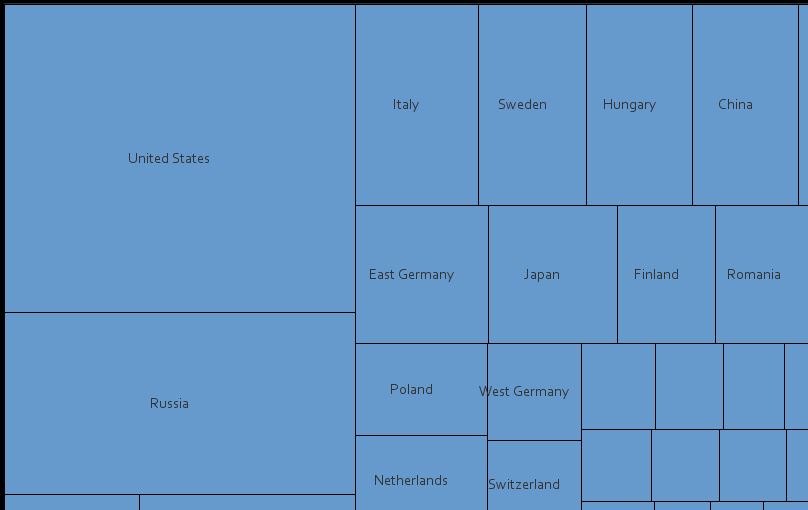 United States
Italy
Sweden
Hungary
China
East Germany
Japan
Finland
Romania
Russia
Poland
West Germany
Netherlands
Switzerland